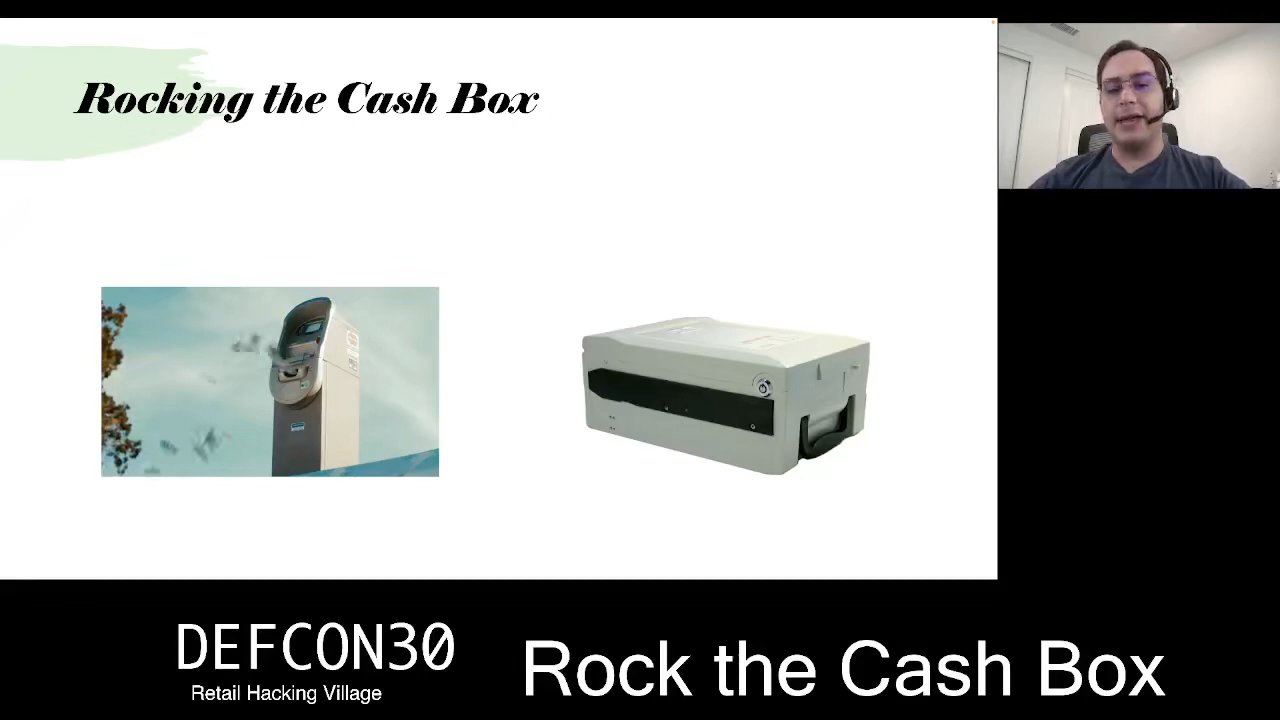 Rocking the Cash Box
DEFCON30
Retail Hacking Village
Rock the Cash Box